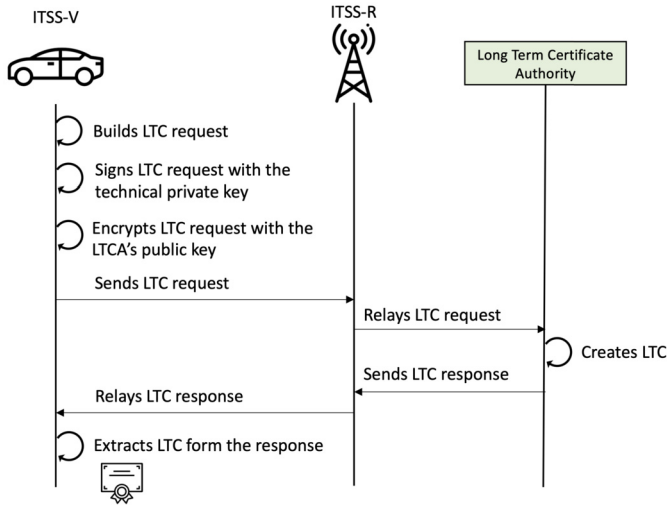 ITSS-V
ITSS-R
Long Term Certificate
Authority
Builds LTC request
Signs LTC request with the
technical private key
Encrypts LTC request with the
LTCA's public key
Sends LTC request
Relays LTC request
Creates LTC
Sends LTC response
Relays LTC response
Extracts LTC form the response